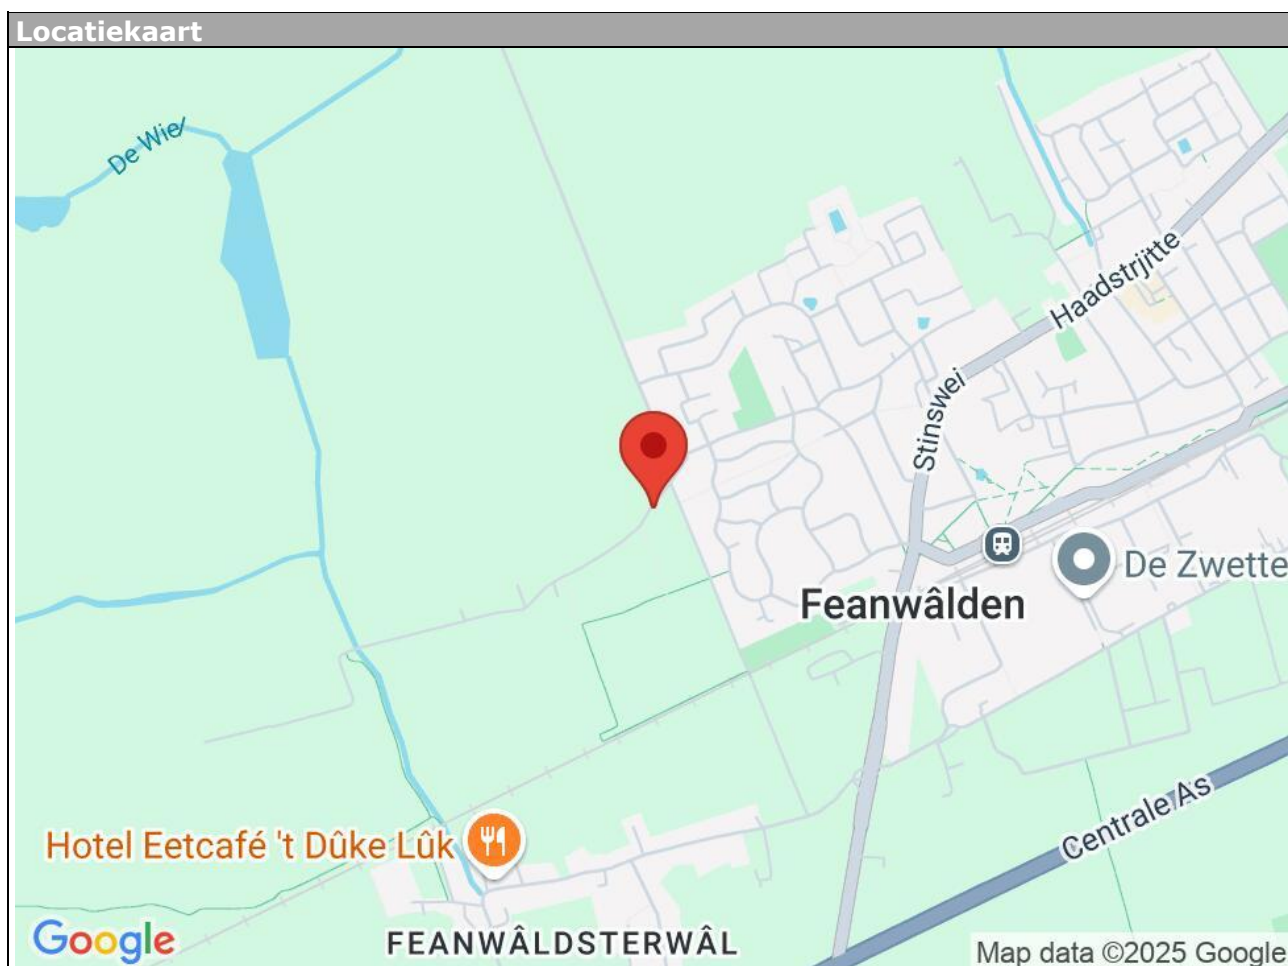 Locatiekaart
De Wie
Haadstrjitte
Stinswei
De Zwette
Feanwâlden
Centrale As
Hotel Eetcafé 't Dûke Lûk
Google
FEANWÂLDSTERWÂL
Map data ©2025 Google